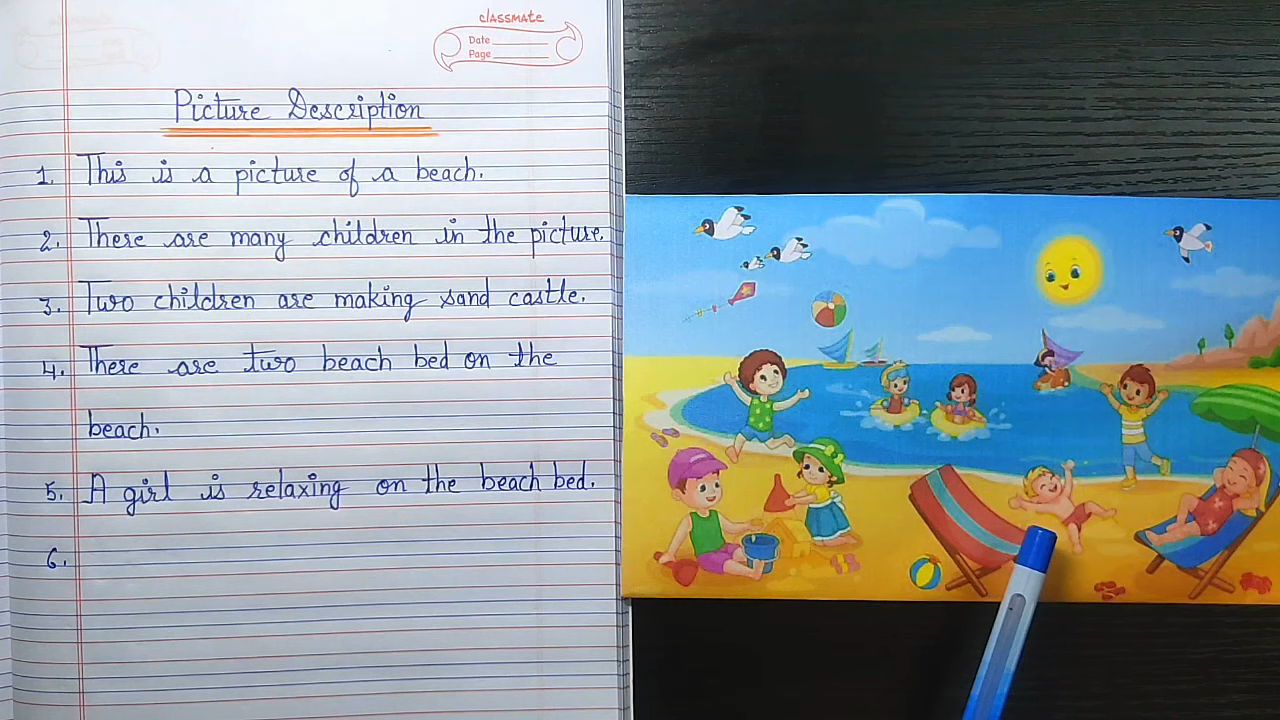 classmate
Date
Page
Picture Description
1. This is a picture of a beach.
2. There are many children in the picture.
3. Two children are making sand castle.
4. There are two beach bed on the
beach.
5. A girl is relaxing on the beach bed.
6.